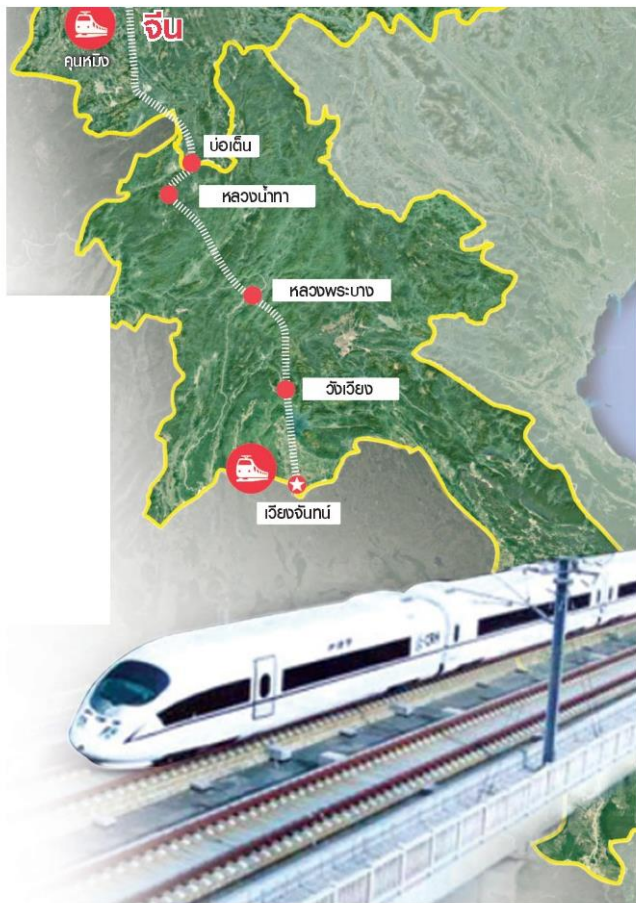 จีน
คุนหมิง
บ่อเต็น
หลวงน้ำทา
หลวงพระบาง
วังเวียง
เวียงจันทน์